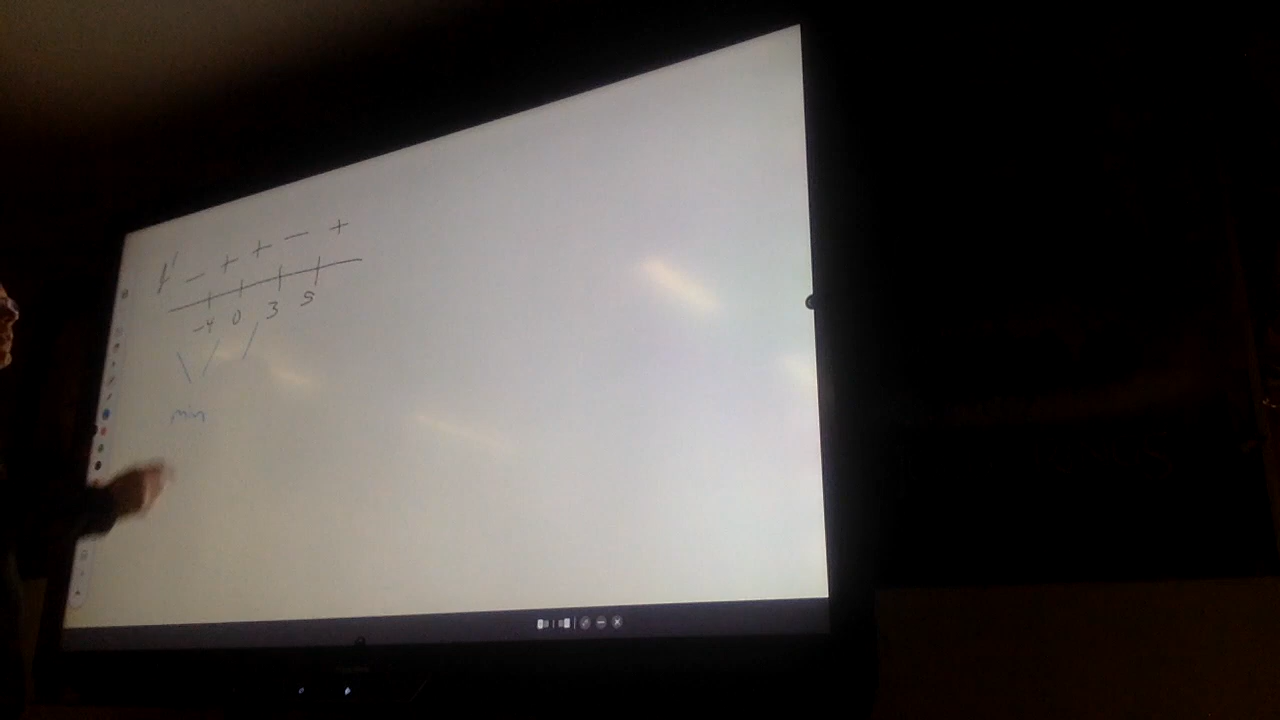 f' − + + − +
-4 0 3 5
\ / /
min